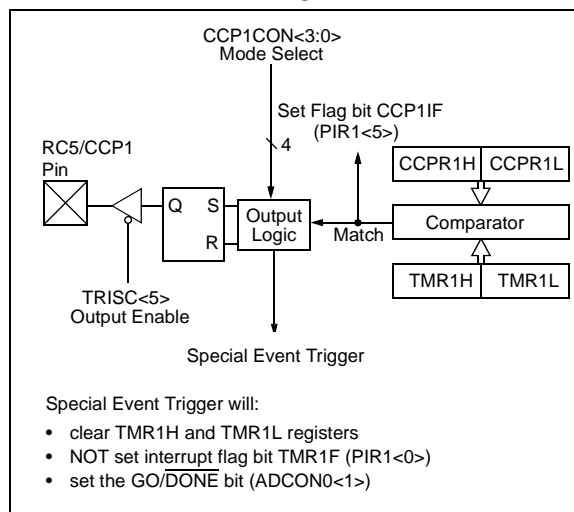 CCP1CON<3:0>
Mode Select
Set Flag bit CCP1IF
(PIR1<5>)
4
RC5/CCP1
Pin
CCPR1H CCPR1L
Q S
R
Output
Logic
Match
Comparator
TRISC<5>
Output Enable
TMR1H TMR1L
Special Event Trigger
Special Event Trigger will:
• clear TMR1H and TMR1L registers
• NOT set interrupt flag bit TMR1F (PIR1<0>)
• set the GO/DONE bit (ADCON0<1>)